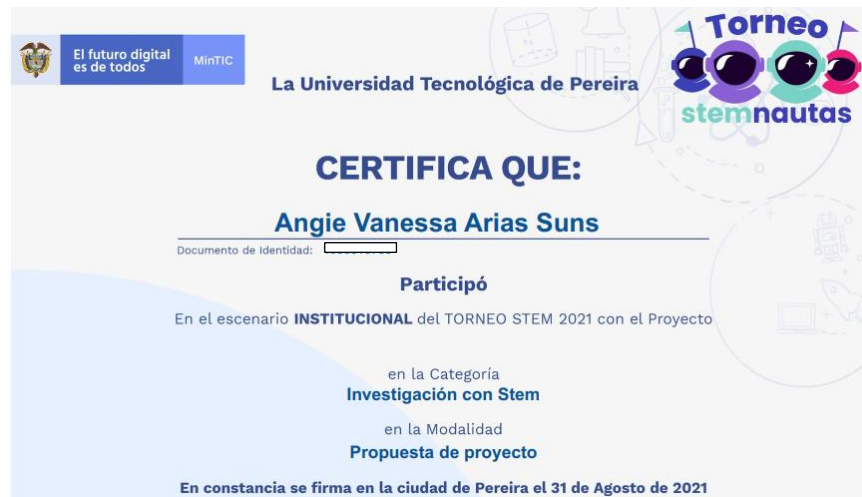 El futuro digital
es de todos
MinTIC
Torneo
stemnautas
La Universidad Tecnológica de Pereira
CERTIFICA QUE:
Angie Vanessa Arias Suns
Documento de Identidad:
Participó
En el escenario INSTITUCIONAL del TORNEO STEM 2021 con el Proyecto
en la Categoría
Investigación con Stem
en la Modalidad
Propuesta de proyecto
En constancia se firma en la ciudad de Pereira el 31 de Agosto de 2021